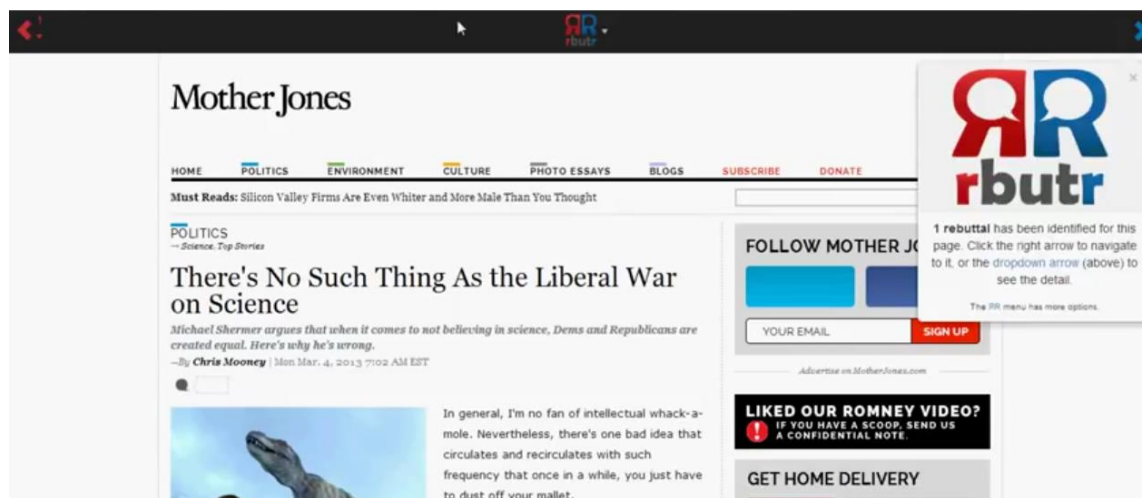 rbutr
Mother Jones
HOME POLITICS ENVIRONMENT CULTURE PHOTO ESSAYS BLOGS SUBSCRIBE DONATE
Must Reads: Silicon Valley Firms Are Even Whiter and More Male Than You Thought
POLITICS
— Science, Top Stories
There's No Such Thing As the Liberal War
on Science
Michael Shermer argues that when it comes to not believing in science, Dems and Republicans are
created equal. Here's why he's wrong.
—By Chris Mooney | Mon Mar. 4, 2013 7:02 AM EST
In general, I'm no fan of intellectual whack-a-
mole. Nevertheless, there's one bad idea that
circulates and recirculates with such
frequency that once in a while, you just have
to dust off your mallet.
FOLLOW MOTHER JO
YOUR EMAIL SIGN UP
Advertise on MotherJones.com
LIKED OUR ROMNEY VIDEO?
IF YOU HAVE A SCOOP, SEND US
A CONFIDENTIAL NOTE.
GET HOME DELIVERY
rbutr
1 rebuttal has been identified for this
page. Click the right arrow to navigate
to it, or the dropdown arrow (above) to
see the detail.
The RR menu has more options.